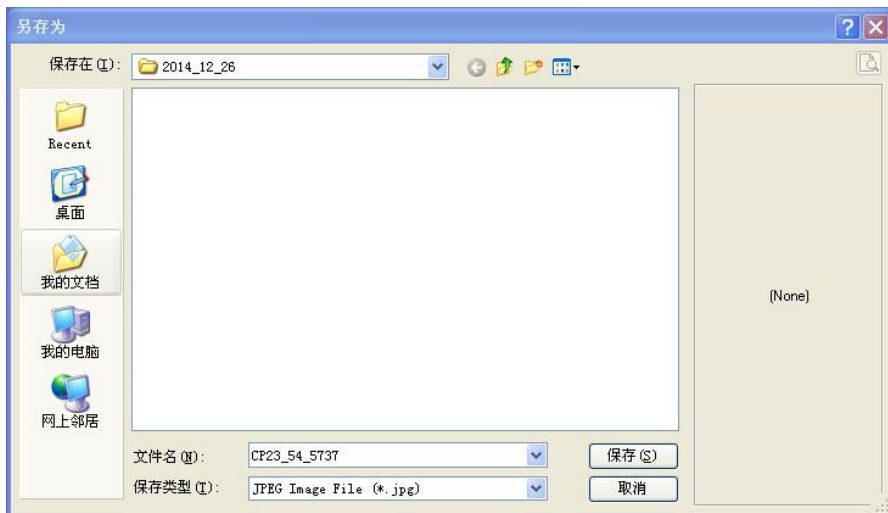 另存为
保存在(I):
2014_12_26
Recent
桌面
我的文档
我的电脑
网上邻居
(None)
文件名(N):
CP23_54_5737
保存(S)
保存类型(T):
JPEG Image File (*.jpg)
取消